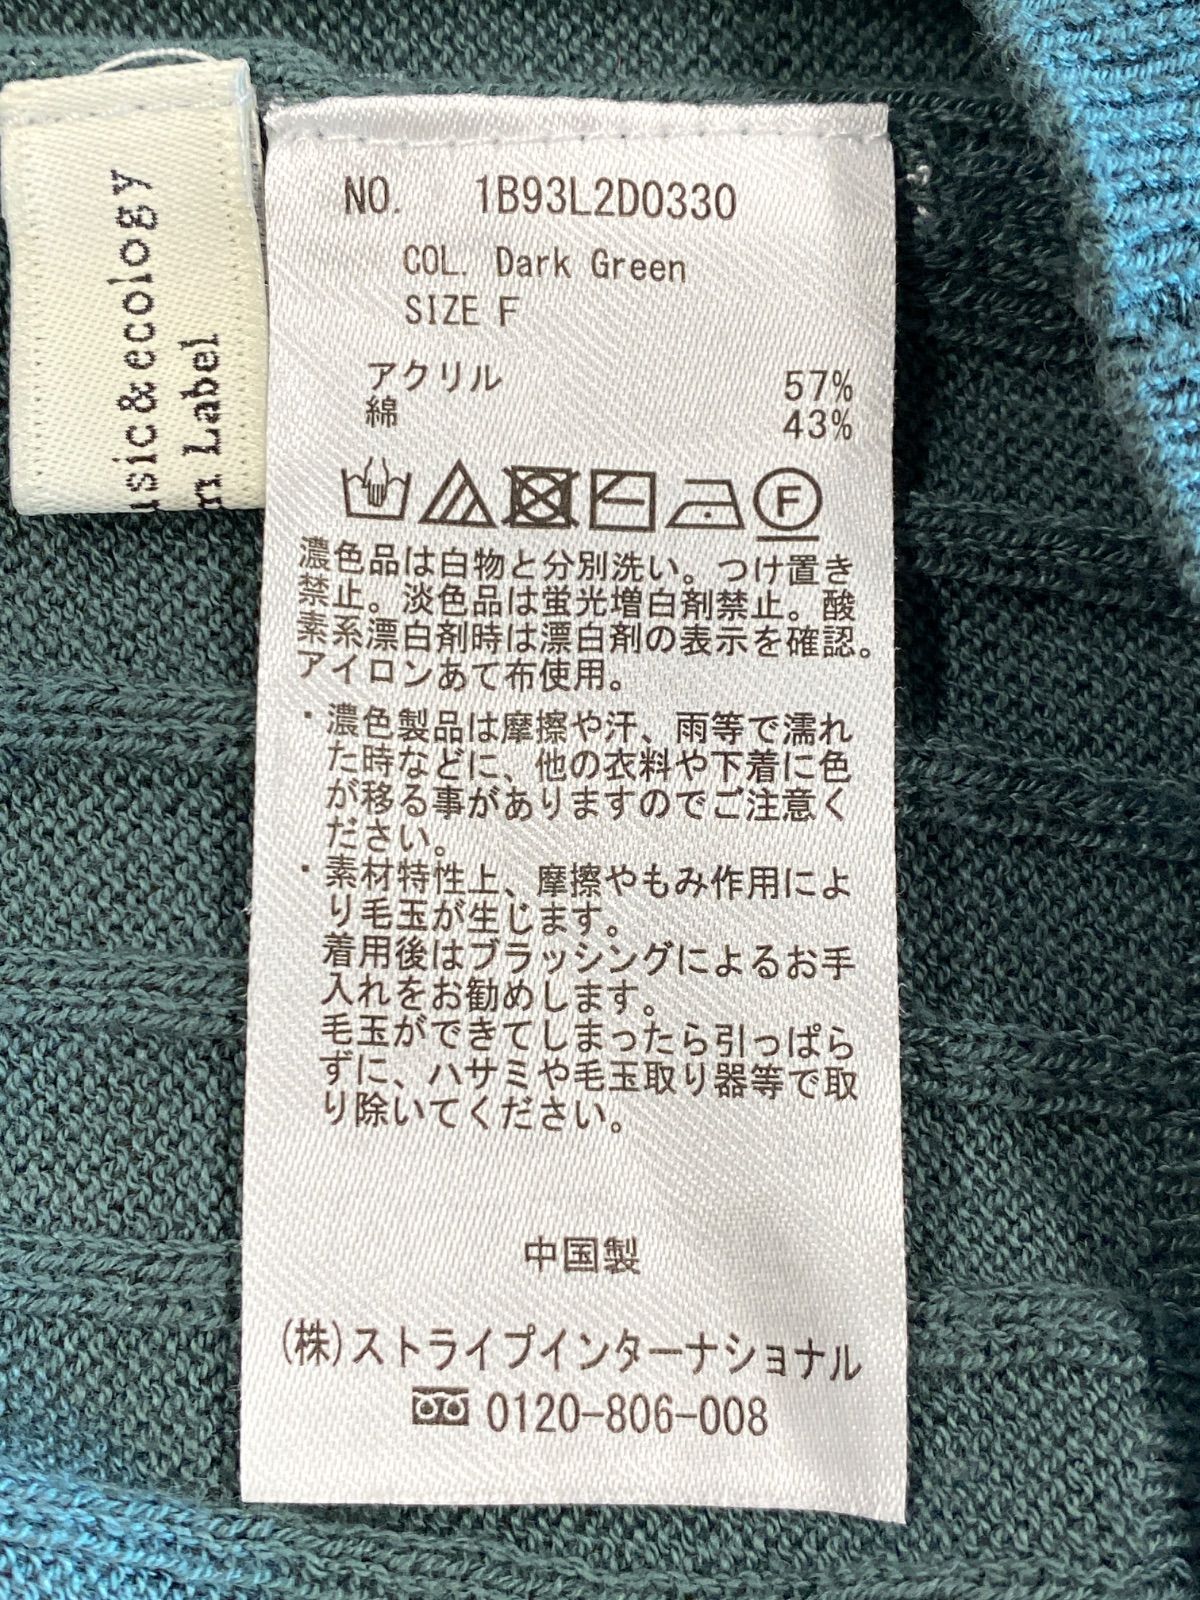 usic&ecology
m Label
NO. 1B93L2D0330
COL. Dark Green
SIZE F
アクリル 57%
綿 43%
F
濃色品は白物と分別洗い。つけ置き
禁止。淡色品は蛍光増白剤禁止。酸
素系漂白剤時は漂白剤の表示を確認。
アイロンあて布使用。
・濃色製品は摩擦や汗、雨等で濡れ
た時などに、他の衣料や下着に色
が移る事がありますのでご注意く
ださい。
・素材特性上、摩擦やもみ作用によ
り毛玉が生じます。
着用後はブラッシングによるお手
入れをお勧めします。
毛玉ができてしまったら引っぱら
ずに、ハサミや毛玉取り器等で取
り除いてください。
中国製
(株)ストライプインターナショナル
0120-806-008